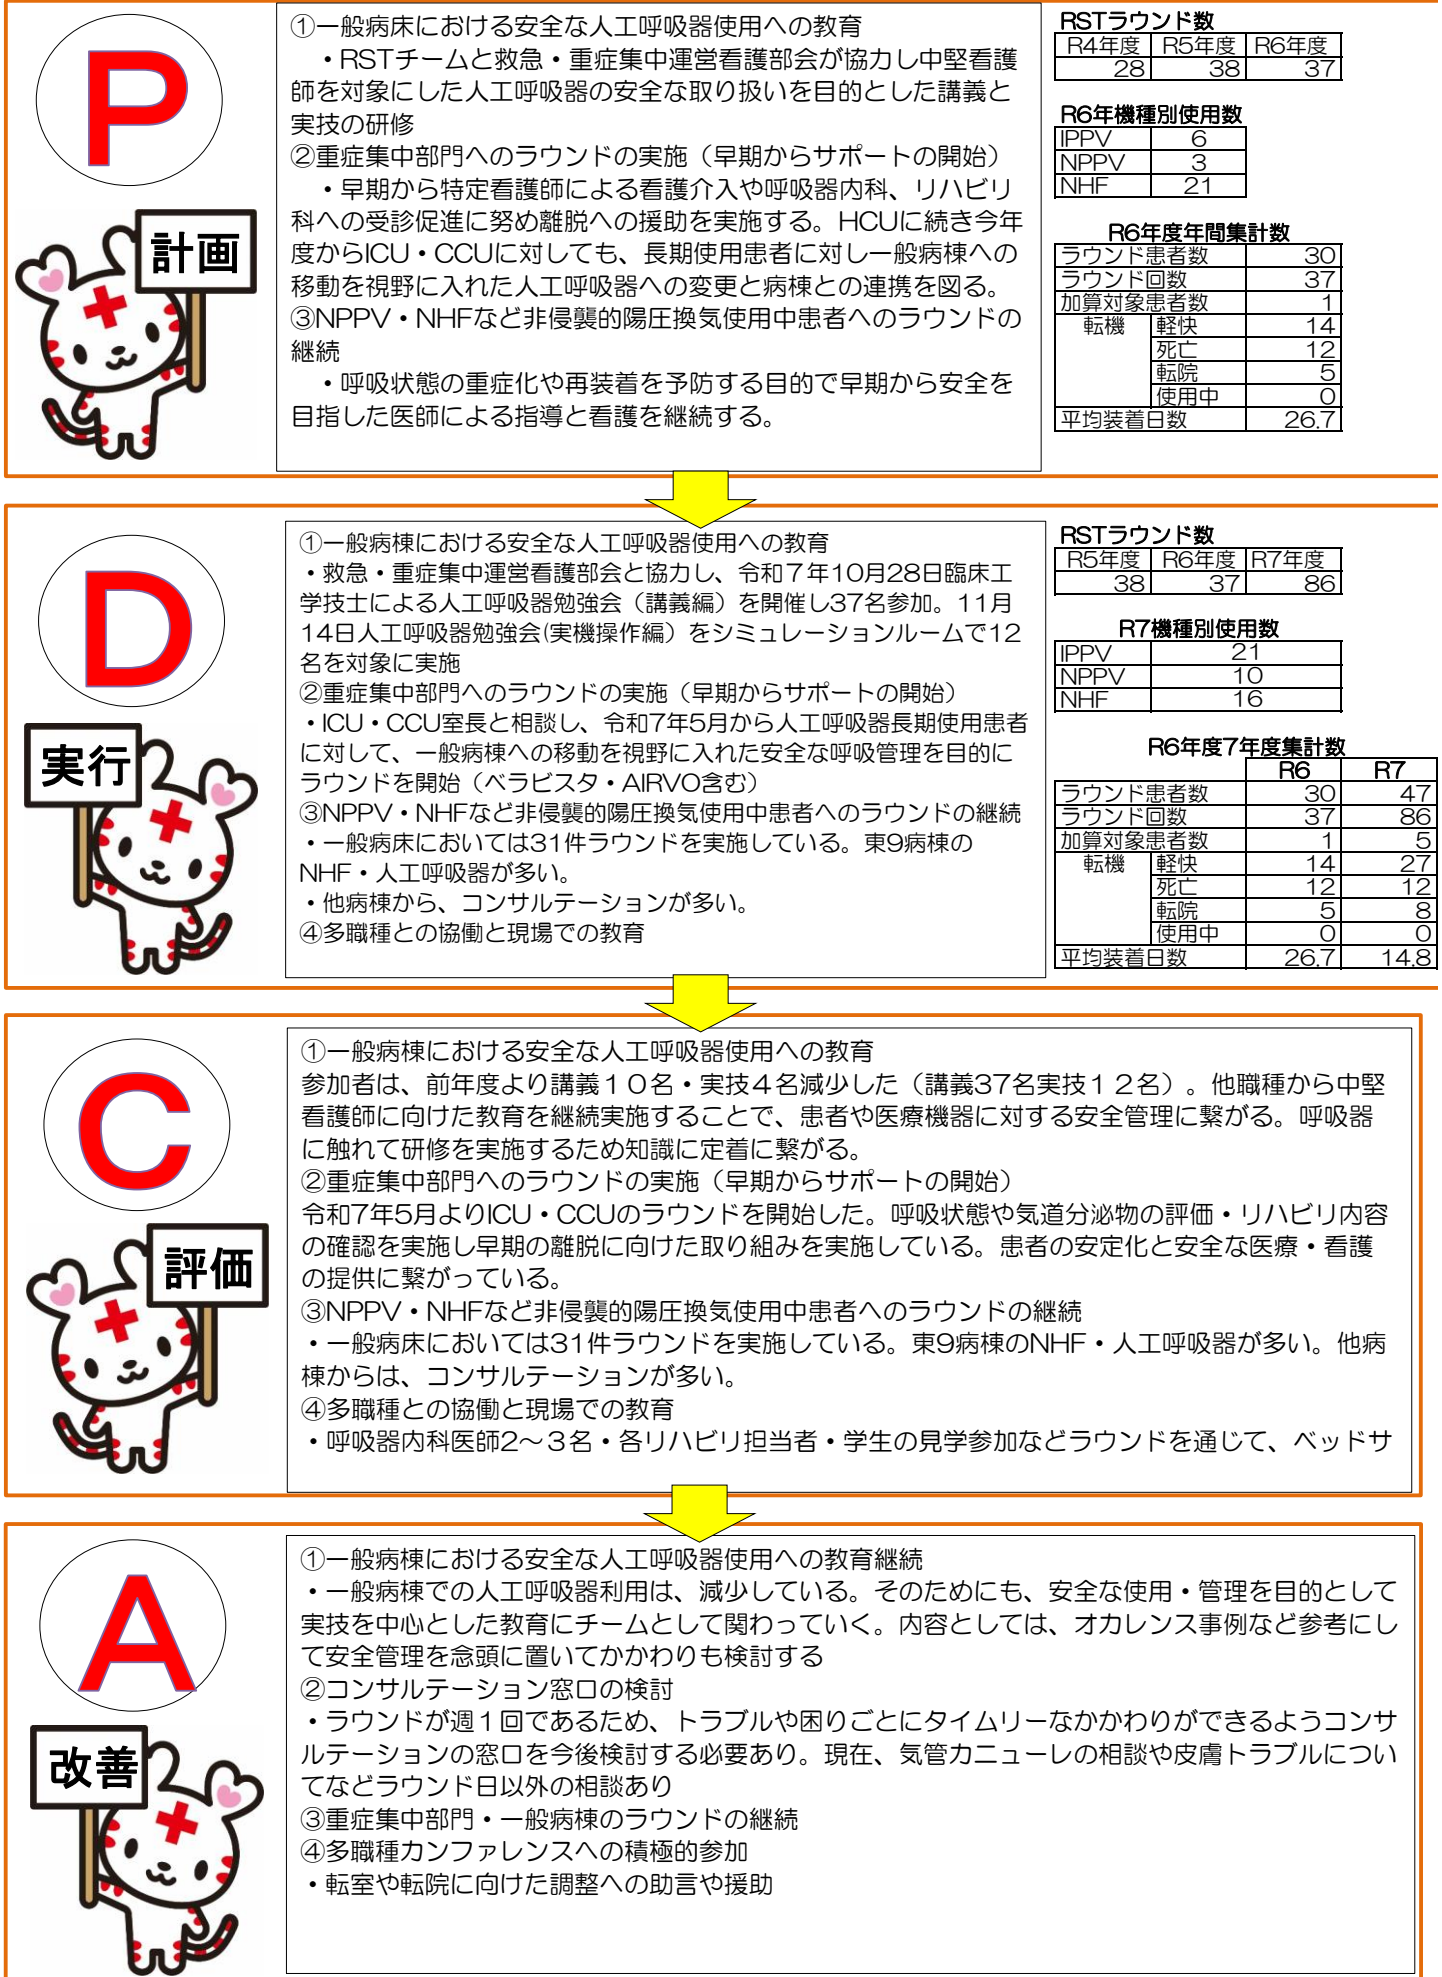 P
計画
①一般病床における安全な人工呼吸器使用への教育
・RSTチームと救急・重症集中運営看護部会が協力し中堅看護
師を対象にした人工呼吸器の安全な取り扱いを目的とした講義と
実技の研修
②重症集中部門へのラウンドの実施（早期からサポートの開始）
・早期から特定看護師による看護介入や呼吸器内科、リハビリ
科への受診促進に努め離脱への援助を実施する。HCUに続き今年
度からICU・CCUに対しても、長期使用患者に対し一般病棟への
移動を視野に入れた人工呼吸器への変更と病棟との連携を図る。
③NPPV・NHFなど非侵襲的陽圧換気使用中患者へのラウンドの
継続
・呼吸状態の重症化や再装着を予防する目的で早期から安全を
目指した医師による指導と看護を継続する。
RSTラウンド数
R4年度 R5年度 R6年度
28 38 37
R6年機種別使用数
IPPV 6
NPPV 3
NHF 21
R6年度年間集計数
ラウンド患者数 30
ラウンド回数 37
加算対象患者数 1
転機 軽快 14
死亡 12
転院 5
使用中 0
平均装着日数 26.7
D
実行
①一般病棟における安全な人工呼吸器使用への教育
・救急・重症集中運営看護部会と協力し、令和７年10月28日臨床工
学技士による人工呼吸器勉強会（講義編）を開催し37名参加。11月
14日人工呼吸器勉強会(実機操作編）をシミュレーションルームで12
名を対象に実施
②重症集中部門へのラウンドの実施（早期からサポートの開始）
・ICU・CCU室長と相談し、令和7年5月から人工呼吸器長期使用患者
に対して、一般病棟への移動を視野に入れた安全な呼吸管理を目的に
ラウンドを開始（ベラビスタ・AIRVO含む）
③NPPV・NHFなど非侵襲的陽圧換気使用中患者へのラウンドの継続
・一般病床においては31件ラウンドを実施している。東9病棟の
NHF・人工呼吸器が多い。
・他病棟から、コンサルテーションが多い。
④多職種との協働と現場での教育
RSTラウンド数
R5年度 R6年度 R7年度
38 37 86
R7機種別使用数
IPPV 21
NPPV 10
NHF 16
R6年度7年度集計数
R6 R7
ラウンド患者数 30 47
ラウンド回数 37 86
加算対象患者数 1 5
転機 軽快 14 27
死亡 12 12
転院 5 8
使用中 0 0
平均装着日数 26.7 14.8
C
評価
①一般病棟における安全な人工呼吸器使用への教育
参加者は、前年度より講義１０名・実技４名減少した（講義37名実技１２名）。他職種から中堅
看護師に向けた教育を継続実施することで、患者や医療機器に対する安全管理に繋がる。呼吸器
に触れて研修を実施するため知識に定着に繋がる。
②重症集中部門へのラウンドの実施（早期からサポートの開始）
令和7年5月よりICU・CCUのラウンドを開始した。呼吸状態や気道分泌物の評価・リハビリ内容
の確認を実施し早期の離脱に向けた取り組みを実施している。患者の安定化と安全な医療・看護
の提供に繋がっている。
③NPPV・NHFなど非侵襲的陽圧換気使用中患者へのラウンドの継続
・一般病床においては31件ラウンドを実施している。東9病棟のNHF・人工呼吸器が多い。他病
棟からは、コンサルテーションが多い。
④多職種との協働と現場での教育
・呼吸器内科医師2～３名・各リハビリ担当者・学生の見学参加などラウンドを通じて、ベッドサ
A
改善
①一般病棟における安全な人工呼吸器使用への教育継続
・一般病棟での人工呼吸器利用は、減少している。そのためにも、安全な使用・管理を目的として
実技を中心とした教育にチームとして関わっていく。内容としては、オカレンス事例など参考にし
て安全管理を念頭に置いてかかわりも検討する
②コンサルテーション窓口の検討
・ラウンドが週１回であるため、トラブルや困りごとにタイムリーなかかわりができるようコンサ
ルテーションの窓口を今後検討する必要あり。現在、気管カニューレの相談や皮膚トラブルについ
てなどラウンド日以外の相談あり
③重症集中部門・一般病棟のラウンドの継続
④多職種カンファレンスへの積極的参加
・転室や転院に向けた調整への助言や援助